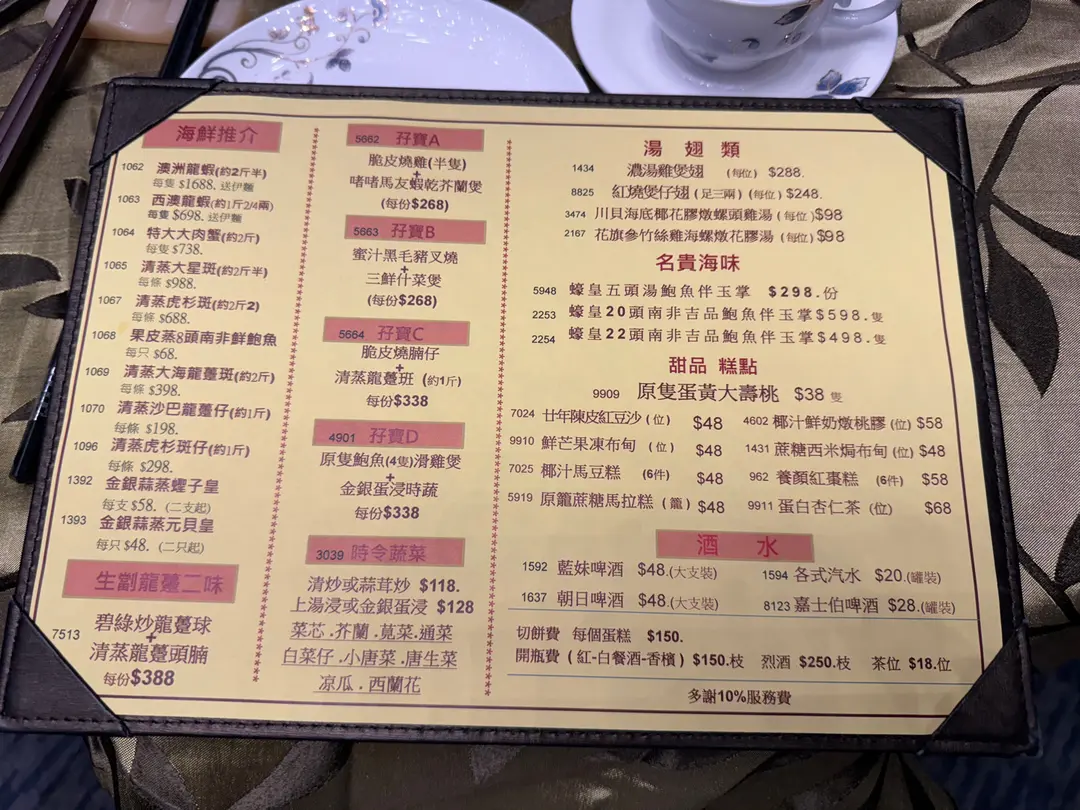 海鮮推介
1062 澳洲龍蝦(約2斤半)
每隻 $1688. 送伊麵
1063 西澳龍蝦(約1斤2/4兩)
每隻 $698. 送伊麵
1064 特大大肉蟹(約2斤)
每隻 $738.
1065 清蒸大星斑(約2斤半)
每條 $988.
1067 清蒸虎杉斑(約2斤2)
每條 $688.
1068 果皮蒸8頭南非鮮鮑魚
每只 $68.
1069 清蒸大海龍躉斑(約2斤)
每條 $398.
1070 清蒸沙巴龍躉仔(約1斤)
每條 $198.
1096 清蒸虎杉斑仔(約1斤)
每條 $298.
1392 金銀蒜蒸蟶子皇
每支 $58. (二支起)
1393 金銀蒜蒸元貝皇
每只 $48. (二只起)
生劏龍躉二味
7513 碧綠炒龍躉球
+
清蒸龍躉頭腩
每份$388
5662 孖寶A
脆皮燒雞(半隻)
+
啫啫馬友蝦乾芥蘭煲
(每份$268)
5663 孖寶B
蜜汁黑毛豬叉燒
+
三鮮什菜煲
(每份$268)
5664 孖寶C
脆皮燒腩仔
+
清蒸龍躉班 (約1斤)
每份$338
4901 孖寶D
原隻鮑魚(4隻)滑雞煲
+
金銀蛋浸時蔬
每份$338
3039 時令蔬菜
清炒或蒜茸炒 $118.
上湯浸或金銀蛋浸 $128
菜芯.芥蘭.莧菜.通菜
白菜仔.小唐菜.唐生菜
凉瓜.西蘭花
湯 翅 類
1434 濃湯雞煲翅 (每位) $288.
8825 紅燒煲仔翅 (足三兩) (每位) $248.
3474 川貝海底椰花膠燉螺頭雞湯 (每位) $98
2167 花旗參竹絲雞海螺燉花膠湯 (每位) $98
名貴海味
5948 蠔皇五頭湯鮑魚伴玉掌 $298.份
2253 蠔皇20頭南非吉品鮑魚伴玉掌$598.隻
2254 蠔皇22頭南非吉品鮑魚伴玉掌$498.隻
甜品 糕點
9909 原隻蛋黃大壽桃 $38 隻
7024 廿年陳皮紅豆沙 (位) $48 4602 椰汁鮮奶燉桃膠 (位) $58
9910 鮮芒果凍布甸 (位) $48 1431 蔗糖西米焗布甸 (位) $48
7025 椰汁馬豆糕 (6件) $48 962 養顏紅棗糕 (6件) $58
5919 原籠蔗糖馬拉糕 (籠) $48 9911 蛋白杏仁茶 (位) $68
酒 水
1592 藍妹啤酒 $48.(大支裝) 1594 各式汽水 $20.(罐裝)
1637 朝日啤酒 $48.(大支裝) 8123 嘉士伯啤酒 $28.(罐裝)
切餅費 每個蛋糕 $150.
開瓶費 (紅-白餐酒-香檳) $150.枝 烈酒 $250.枝 茶位 $18.位
多謝10%服務費